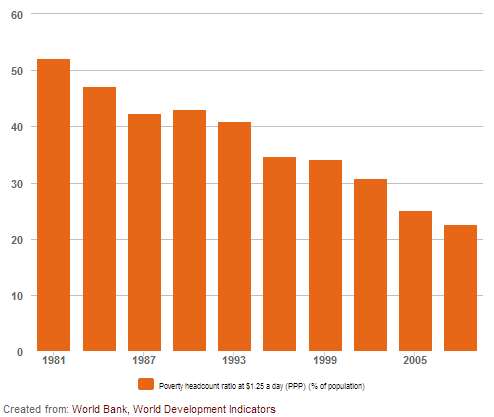 60
50
40
30
20
10
0
1981 1987 1993 1999 2005
Poverty headcount ratio at $1.25 a day (PPP) (% of population)
Created from: World Bank, World Development Indicators